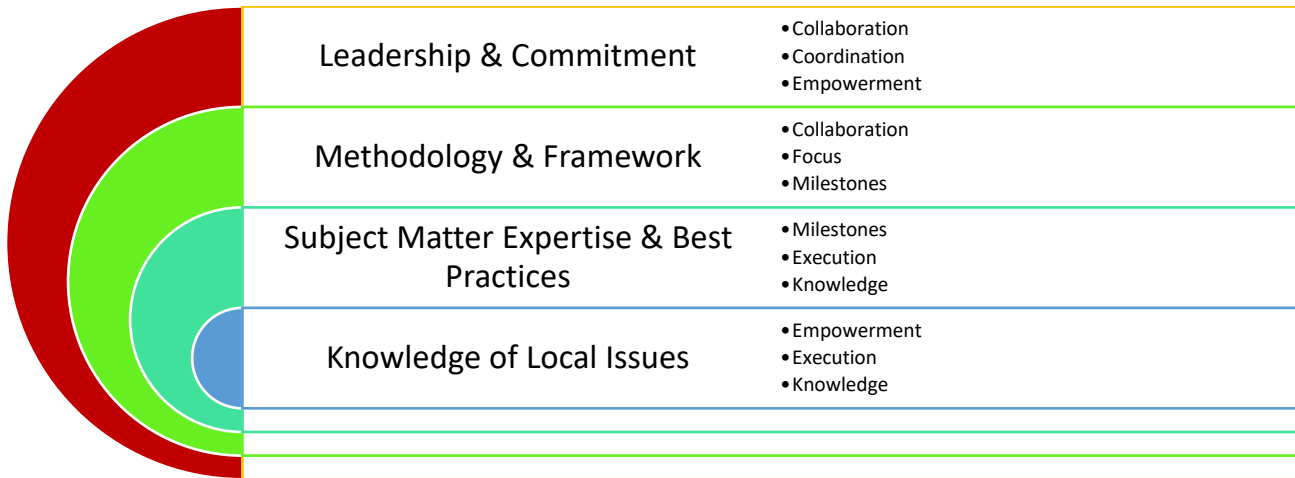 Leadership & Commitment
•Collaboration
•Coordination
•Empowerment
Methodology & Framework
•Collaboration
•Focus
•Milestones
Subject Matter Expertise & Best
Practices
•Milestones
•Execution
•Knowledge
Knowledge of Local Issues
•Empowerment
•Execution
•Knowledge